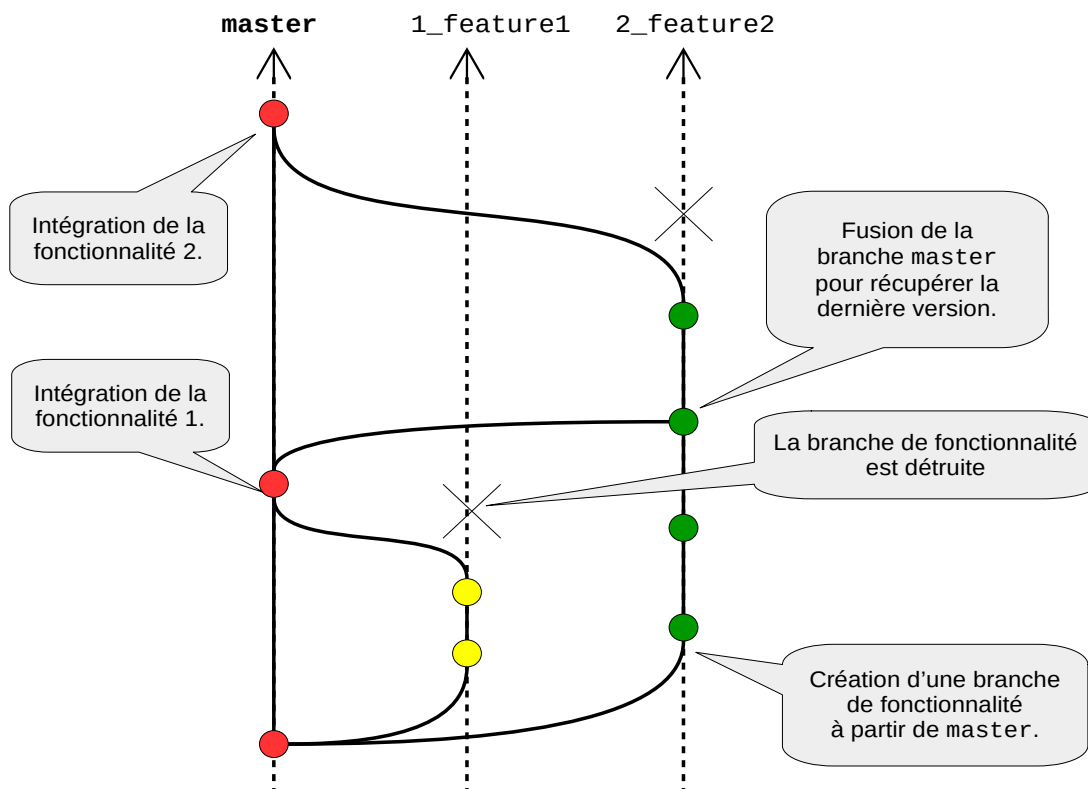 master
1_feature1
2_feature2
Intégration de la
fonctionnalité 2.
Fusion de la
branche master
pour récupérer la
dernière version.
Intégration de la
fonctionnalité 1.
La branche de fonctionnalité
est détruite
Création d’une branche
de fonctionnalité
à partir de master.